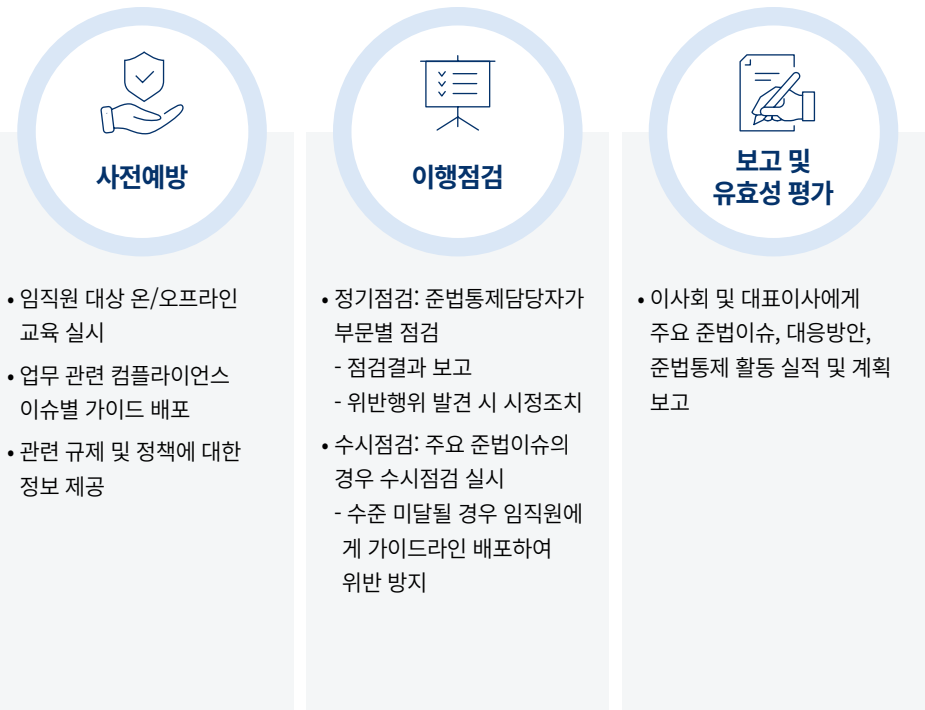 사전예방
• 임직원 대상 온/오프라인
교육 실시
• 업무 관련 컴플라이언스
이슈별 가이드 배포
• 관련 규제 및 정책에 대한
정보 제공
이행점검
• 정기점검: 준법통제담당자가
부문별 점검
- 점검결과 보고
- 위반행위 발견 시 시정조치
• 수시점검: 주요 준법이슈의
경우 수시점검 실시
- 수준 미달될 경우 임직원에
게 가이드라인 배포하여
위반 방지
보고 및
유효성 평가
• 이사회 및 대표이사에게
주요 준법이슈, 대응방안,
준법통제 활동 실적 및 계획
보고